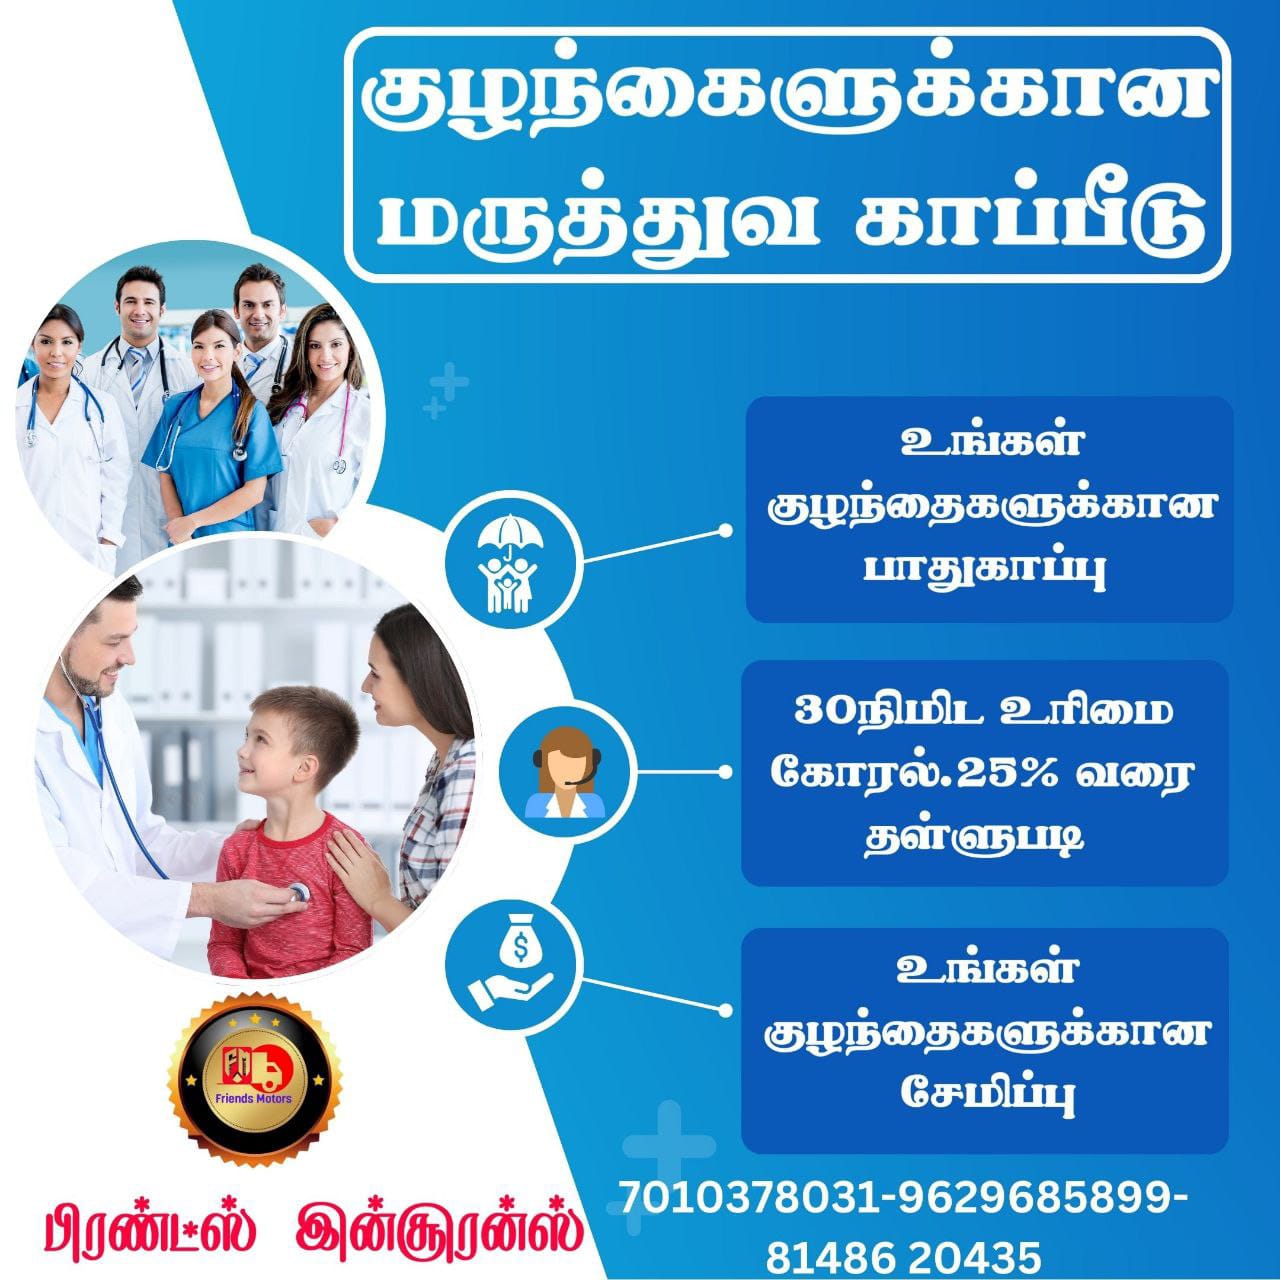 குழந்கைளுக்கான
மருத்துவ காப்பீடு
உங்கள்
குழந்தைகளுக்கான
பாதுகாப்பு
30நிமிட உரிமை
கோரல்.25% வரை
தள்ளுபடி
உங்கள்
குழந்தைகளுக்கான
சேமிப்பு
FM
Friends Motors
பிரண்ட்ஸ் இன்சூரன்ஸ்
7010378031-9629685899-
81486 20435